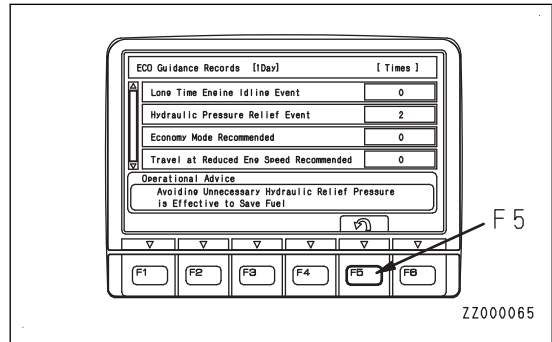 ECO Guidance Records [1Day] [ Times ]
Long Time Engine Idling Event 0
Hydraulic Pressure Relief Event 2
Economy Mode Recommended 0
Travel at Reduced Eng Speed Recommended 0
Operational Advice
Avoiding Unnecessary Hydraulic Relief Pressure
is Effective to Save Fuel
F5
F1 F2 F3 F4 F5 F6
ZZ000065